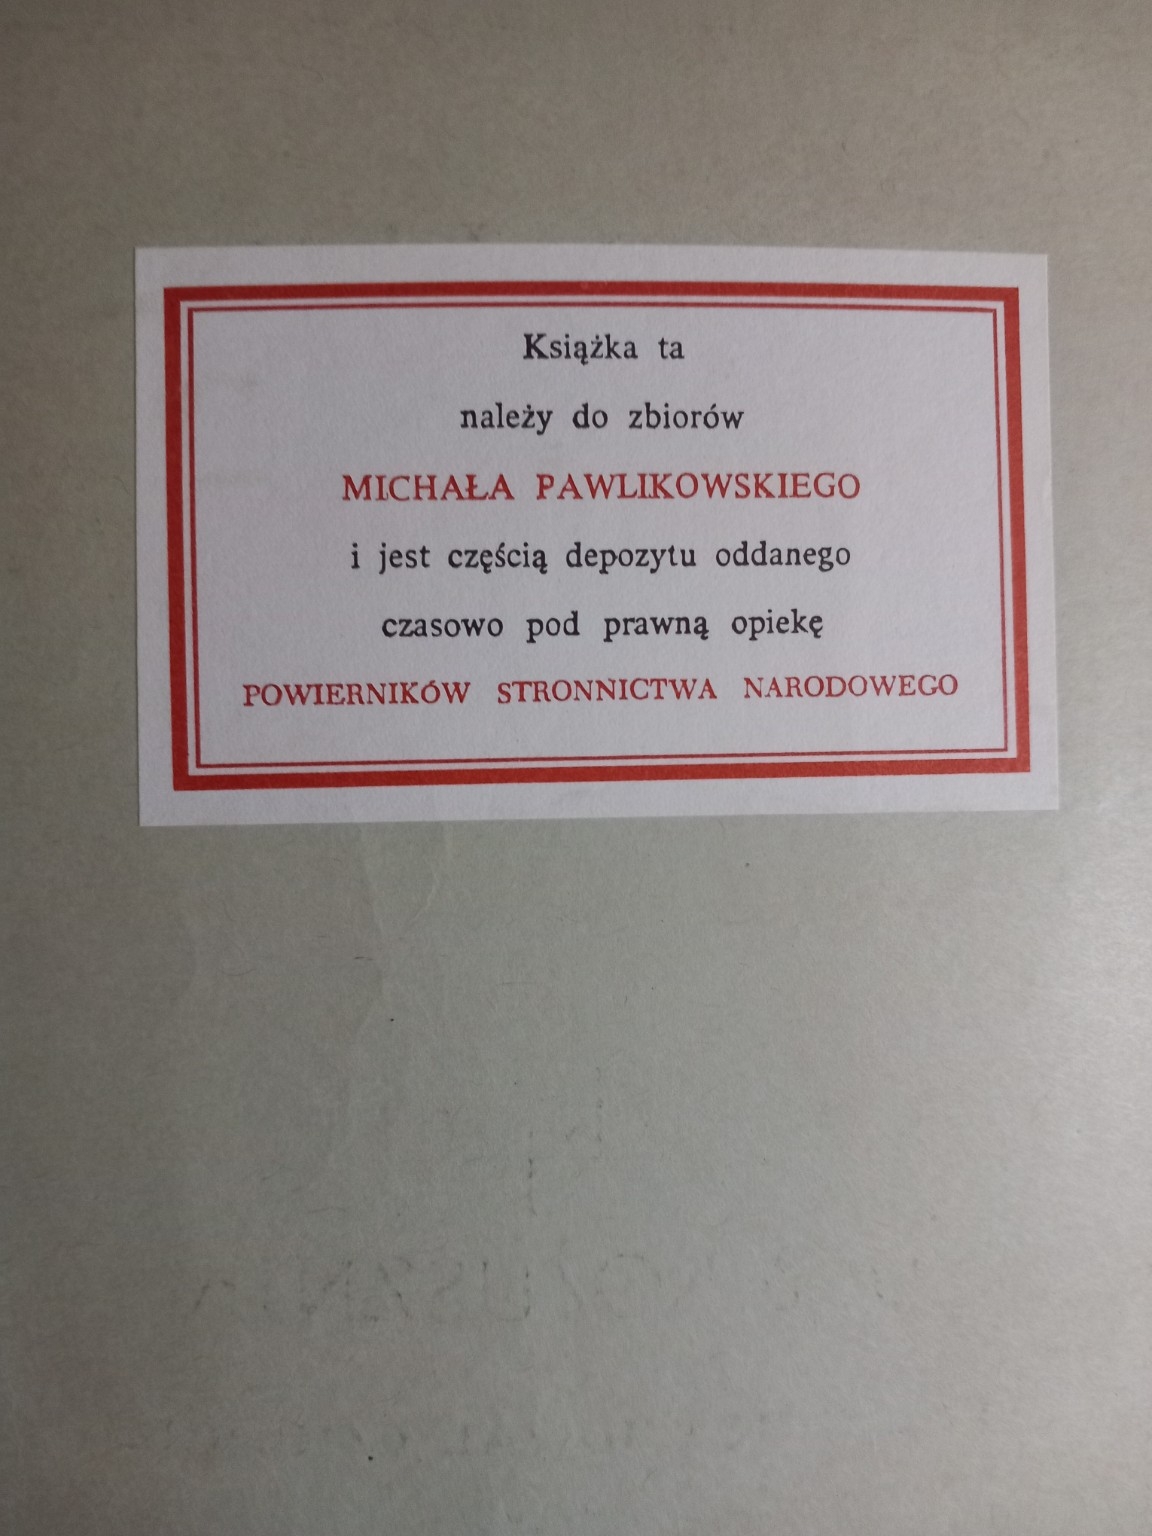 Książka ta
należy do zbiorów
MICHAŁA PAWLIKOWSKIEGO
i jest częścią depozytu oddanego
czasowo pod prawną opiekę
POWIERNIKÓW STRONNICTWA NARODOWEGO